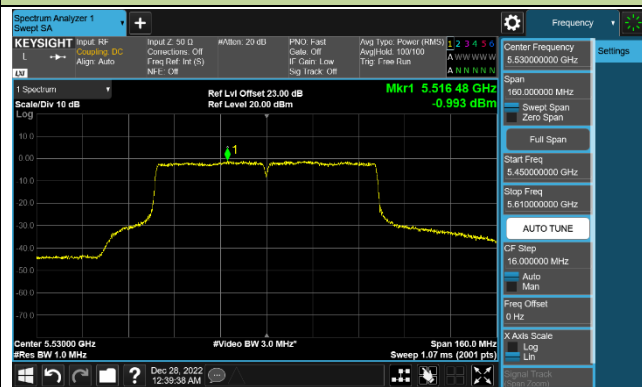 Spectrum Analyzer 1
Swept SA
+
Frequency
KEYSIGHT
Input: RF
Coupling: DC
Align: Auto
Input Z: 50 Ω
Corrections: Off
Freq Ref: Int (S)
NFE: Off
#Atten: 20 dB
PNO: Fast
Gate: Off
IF Gain: Low
Sig Track: Off
Avg Type: Power (RMS)
Avg|Hold: 100/100
Trig: Free Run
1 2 3 4 5 6
A W W W W W
A N N N N N
L
LXI
1 Spectrum
Scale/Div 10 dB
Log
Ref Lvl Offset 23.00 dB
Ref Level 20.00 dBm
Mkr1 5.516 48 GHz
-0.993 dBm
10.0
0.00
-10.0
-20.0
-30.0
-40.0
-50.0
-60.0
-70.0
1
Center 5.53000 GHz
#Res BW 1.0 MHz
#Video BW 3.0 MHz*
Span 160.0 MHz
Sweep 1.07 ms (2001 pts)
Center Frequency
5.530000000 GHz
Settings
Span
160.000000 MHz
Swept Span
Zero Span
Full Span
Start Freq
5.450000000 GHz
Stop Freq
5.610000000 GHz
AUTO TUNE
CF Step
16.000000 MHz
Auto
Man
Freq Offset
0 Hz
X Axis Scale
Log
Lin
Signal Track
(Span Zoom)
?
Dec 28, 2022
12:39:38 AM